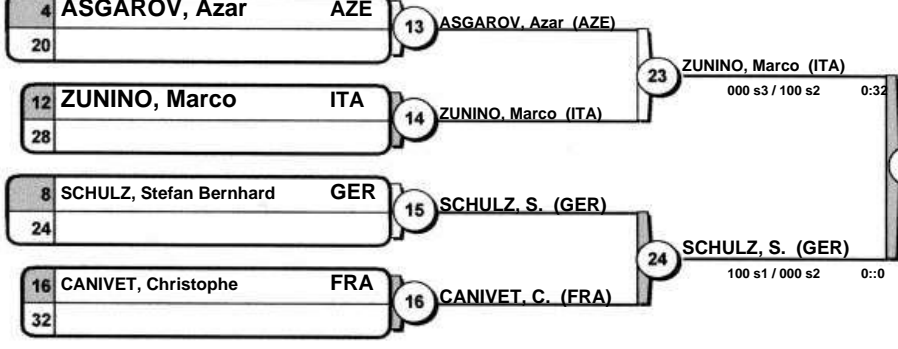 4 ASGAROV, Azar AZE
20
13
ASGAROV, Azar (AZE)
12 ZUNINO, Marco ITA
28
14
ZUNINO, Marco (ITA)
23
ZUNINO, Marco (ITA)
000 s3 / 100 s2 0:32
8 SCHULZ, Stefan Bernhard GER
24
15
SCHULZ, S. (GER)
16 CANIVET, Christophe FRA
32
16
CANIVET, C. (FRA)
24
SCHULZ, S. (GER)
100 s1 / 000 s2 0::0